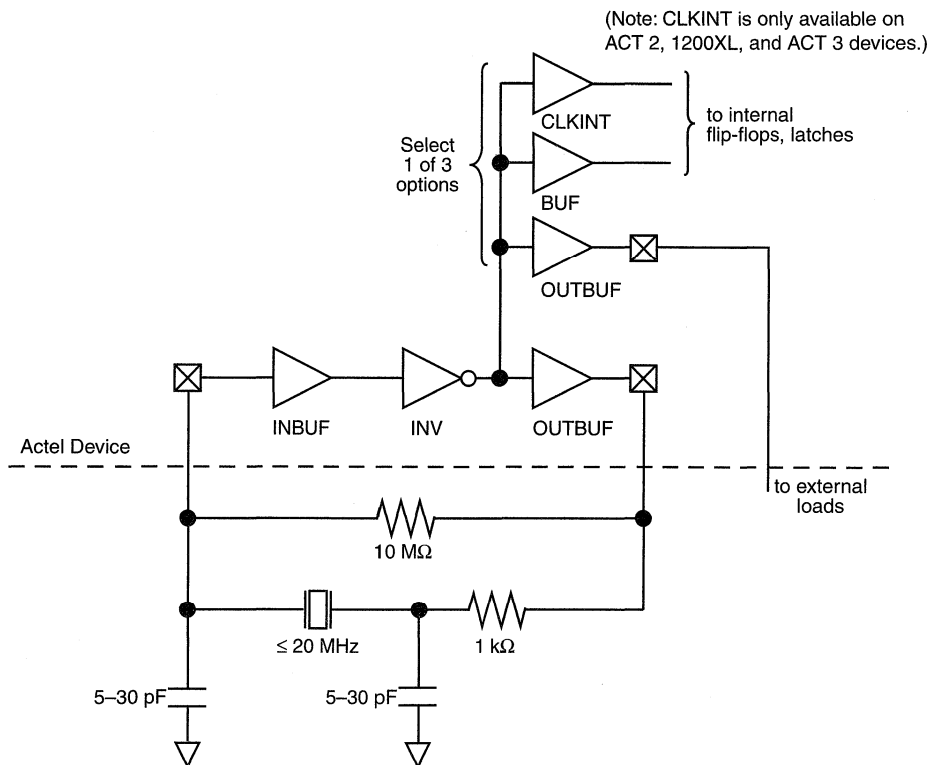 (Note: CLKINT is only available on
ACT 2, 1200XL, and ACT 3 devices.)
CLKINT
to internal
flip-flops, latches
Select
1 of 3
options
BUF
OUTBUF
INBUF
INV
OUTBUF
Actel Device
to external
loads
10 MΩ
≤ 20 MHz
1 kΩ
5–30 pF
5–30 pF